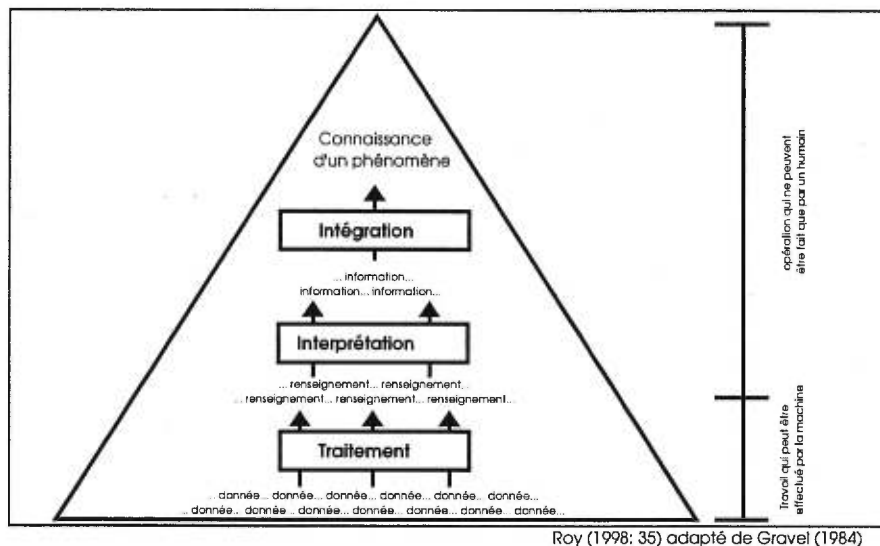 Connaissance
d'un phénomène
Intégration
... information...
information... information...
Interprétation
... renseignement... renseignement...
... renseignement... renseignement... renseignement...
Traitement
... donnée... donnée... donnée... donnée... donnée... donnée...
donnée... donnée... donnée... donnée... donnée... donnée... donnée...
opération qui ne peuvent
être fait que par un humain
Travail qui peut être
effectué par la machine
Roy (1998: 35) adapté de Gravel (1984)